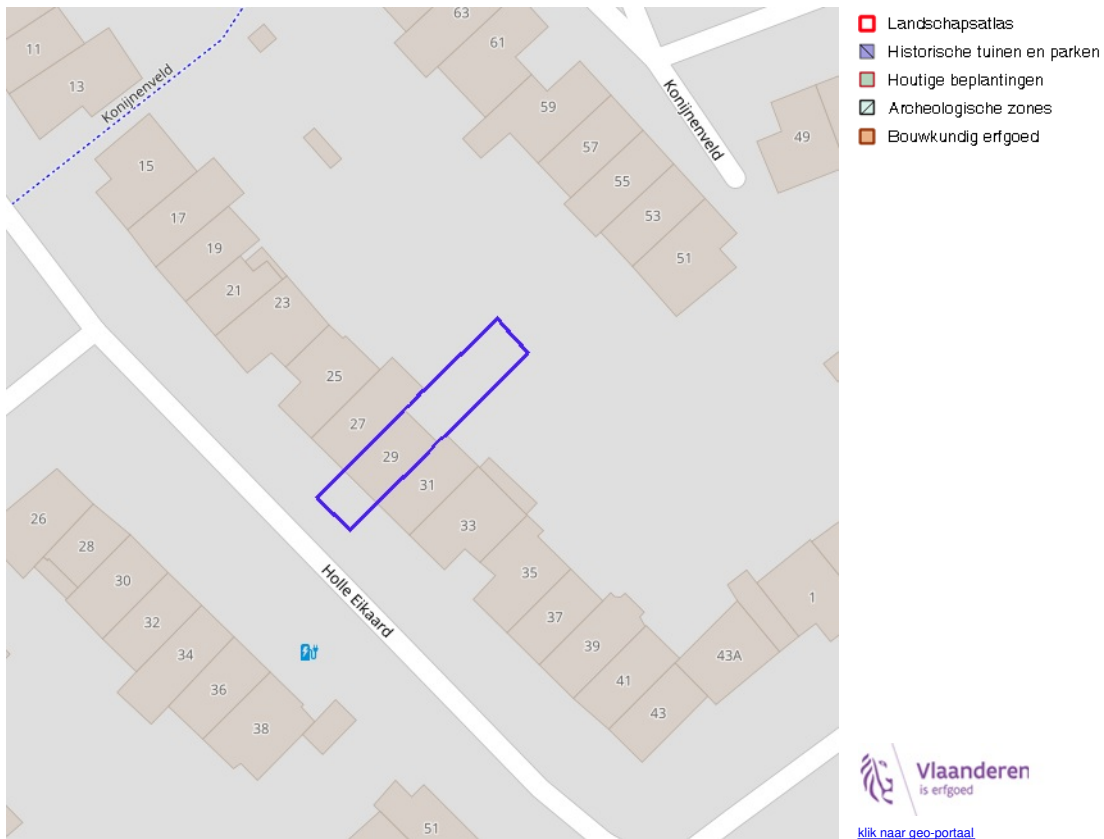 Landschapsatlas
Historische tuinen en parken
Houtige beplantingen
Archeologische zones
Bouwkundig erfgoed
63
61
11
13
Konijnenveld
59
Konijnenveld
49
57
15
55
53
17
51
19
21
23
25
27
29
31
33
26
28
30
32
34
36
38
Holle Eikaard
35
37
39
41
43
43A
1
51
Vlaanderen
is erfgoed
klik naar geo-portaal